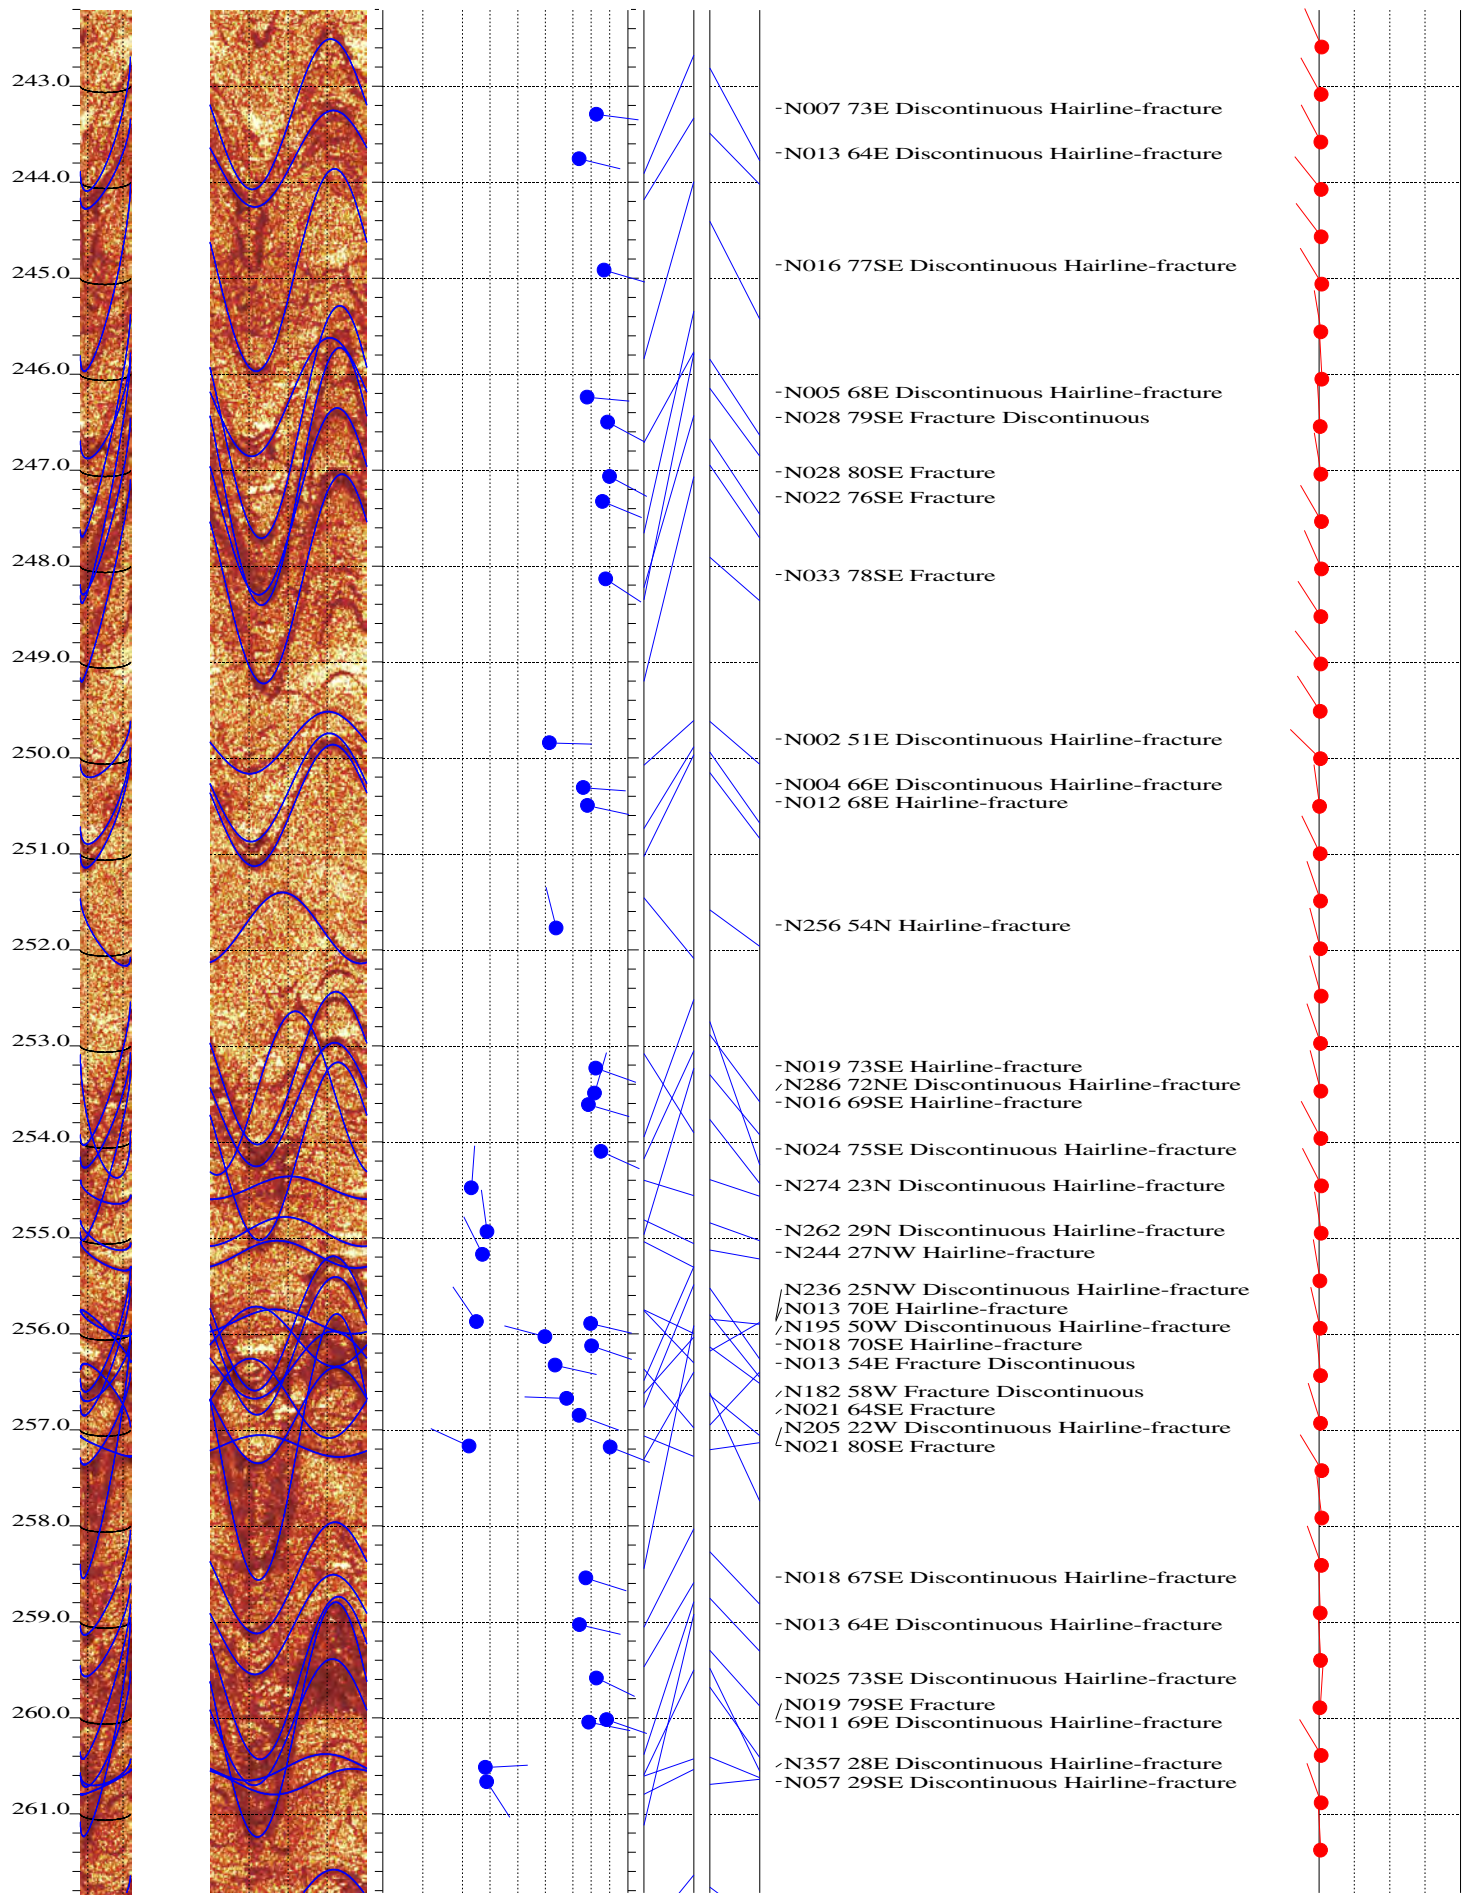 243.0
N007 73E Discontinuous Hairline-fracture
N013 64E Discontinuous Hairline-fracture
244.0
N016 77SE Discontinuous Hairline-fracture
245.0
246.0
N005 68E Discontinuous Hairline-fracture
N028 79SE Fracture Discontinuous
247.0
N028 80SE Fracture
N022 76SE Fracture
248.0
N033 78SE Fracture
249.0
N002 51E Discontinuous Hairline-fracture
250.0
N004 66E Discontinuous Hairline-fracture
N012 68E Hairline-fracture
251.0
N256 54N Hairline-fracture
252.0
253.0
N019 73SE Hairline-fracture
N286 72NE Discontinuous Hairline-fracture
N016 69SE Hairline-fracture
254.0
N024 75SE Discontinuous Hairline-fracture
N274 23N Discontinuous Hairline-fracture
255.0
N262 29N Discontinuous Hairline-fracture
N244 27NW Hairline-fracture
N236 25NW Discontinuous Hairline-fracture
N013 70E Hairline-fracture
256.0
N195 50W Discontinuous Hairline-fracture
N018 70SE Hairline-fracture
N013 54E Fracture Discontinuous
N182 58W Fracture Discontinuous
N021 64SE Fracture
257.0
N205 22W Discontinuous Hairline-fracture
N021 80SE Fracture
258.0
N018 67SE Discontinuous Hairline-fracture
259.0
N013 64E Discontinuous Hairline-fracture
N025 73SE Discontinuous Hairline-fracture
N019 79SE Fracture
260.0
N011 69E Discontinuous Hairline-fracture
N357 28E Discontinuous Hairline-fracture
N057 29SE Discontinuous Hairline-fracture
261.0